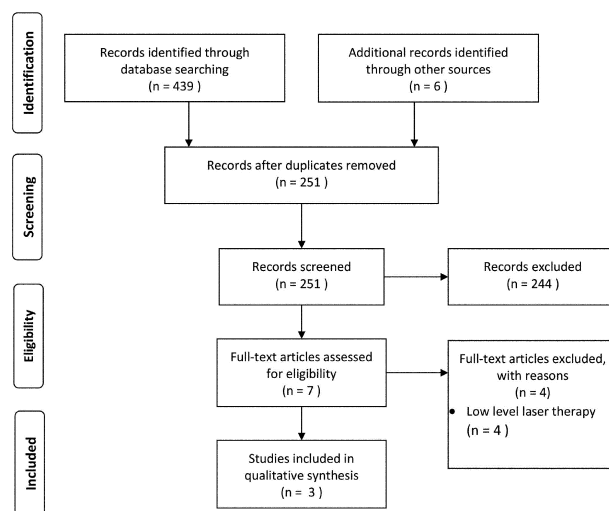 Identification
Records identified through
database searching
(n = 439 )
Additional records identified
through other sources
(n = 6 )
Screening
Records after duplicates removed
(n = 251 )
Records screened
(n = 251 )
Records excluded
(n = 244 )
Eligibility
Full-text articles assessed
for eligibility
(n = 7 )
Full-text articles excluded,
with reasons
(n = 4)
• Low level laser therapy
(n = 4 )
Included
Studies included in
qualitative synthesis
(n = 3 )